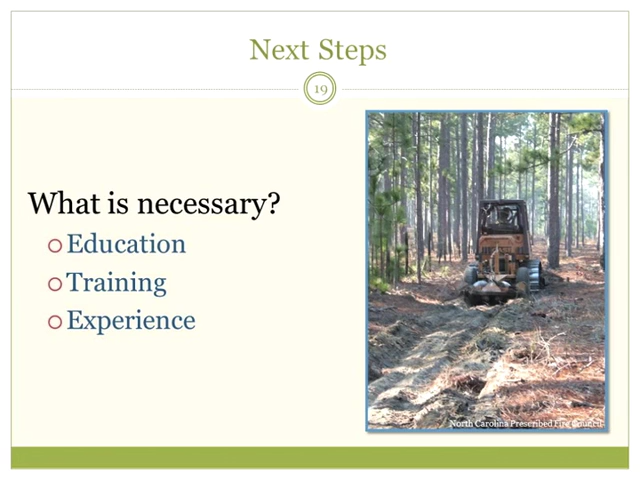 Next Steps
19
What is necessary?
Education
Training
Experience
North Carolina Prescribed Fire Council